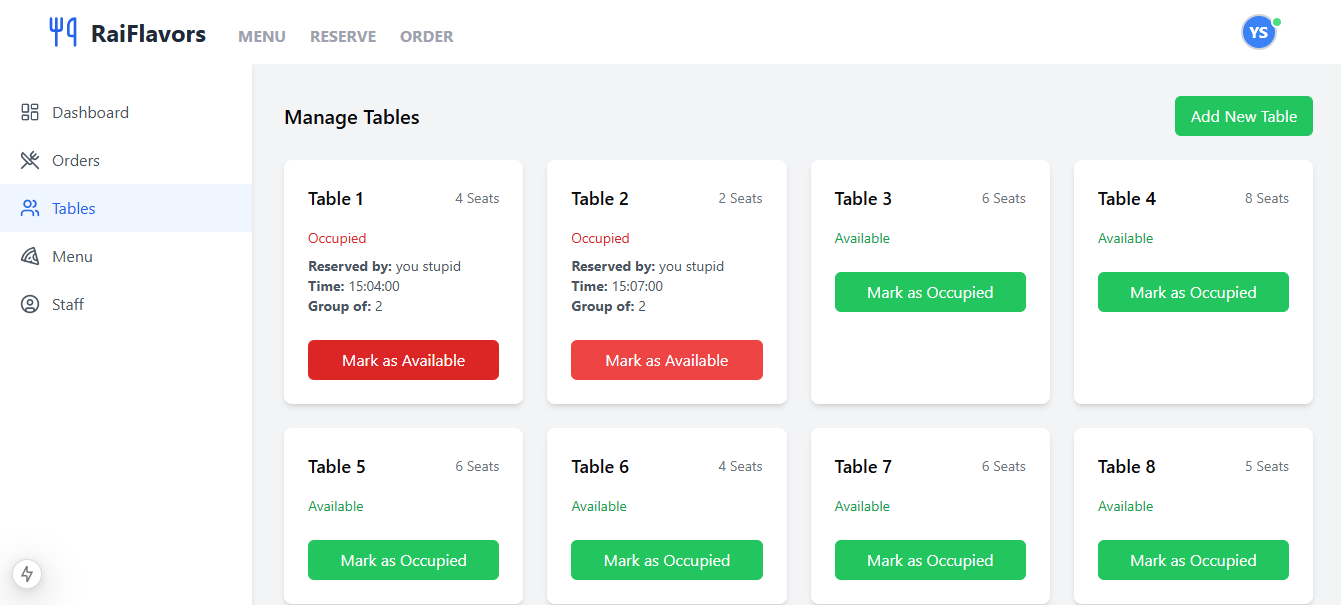 RaiFlavors MENU RESERVE ORDER YS
Dashboard
Orders
Tables
Menu
Staff
Manage Tables Add New Table
Table 1 4 Seats
Occupied
Reserved by: you stupid
Time: 15:04:00
Group of: 2
Mark as Available
Table 2 2 Seats
Occupied
Reserved by: you stupid
Time: 15:07:00
Group of: 2
Mark as Available
Table 3 6 Seats
Available
Mark as Occupied
Table 4 8 Seats
Available
Mark as Occupied
Table 5 6 Seats
Available
Mark as Occupied
Table 6 4 Seats
Available
Mark as Occupied
Table 7 6 Seats
Available
Mark as Occupied
Table 8 5 Seats
Available
Mark as Occupied